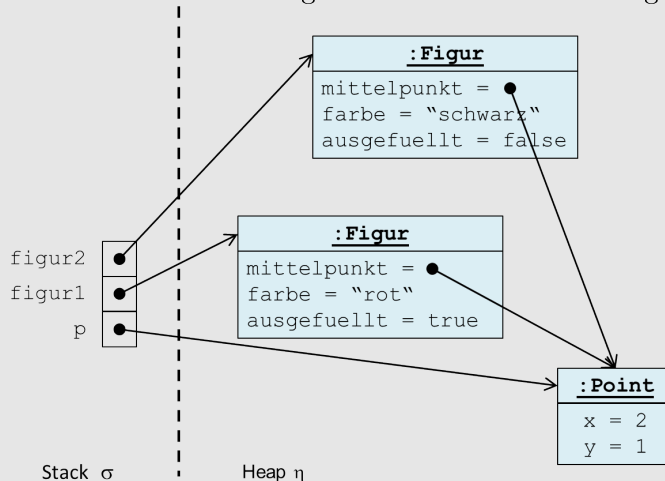 :Figur
mittelpunkt =
farbe = "schwarz"
ausgefuellt = false
:Figur
mittelpunkt =
farbe = "rot"
ausgefuellt = true
figur2
figur1
p
:Point
x = 2
y = 1
Stack σ
Heap η